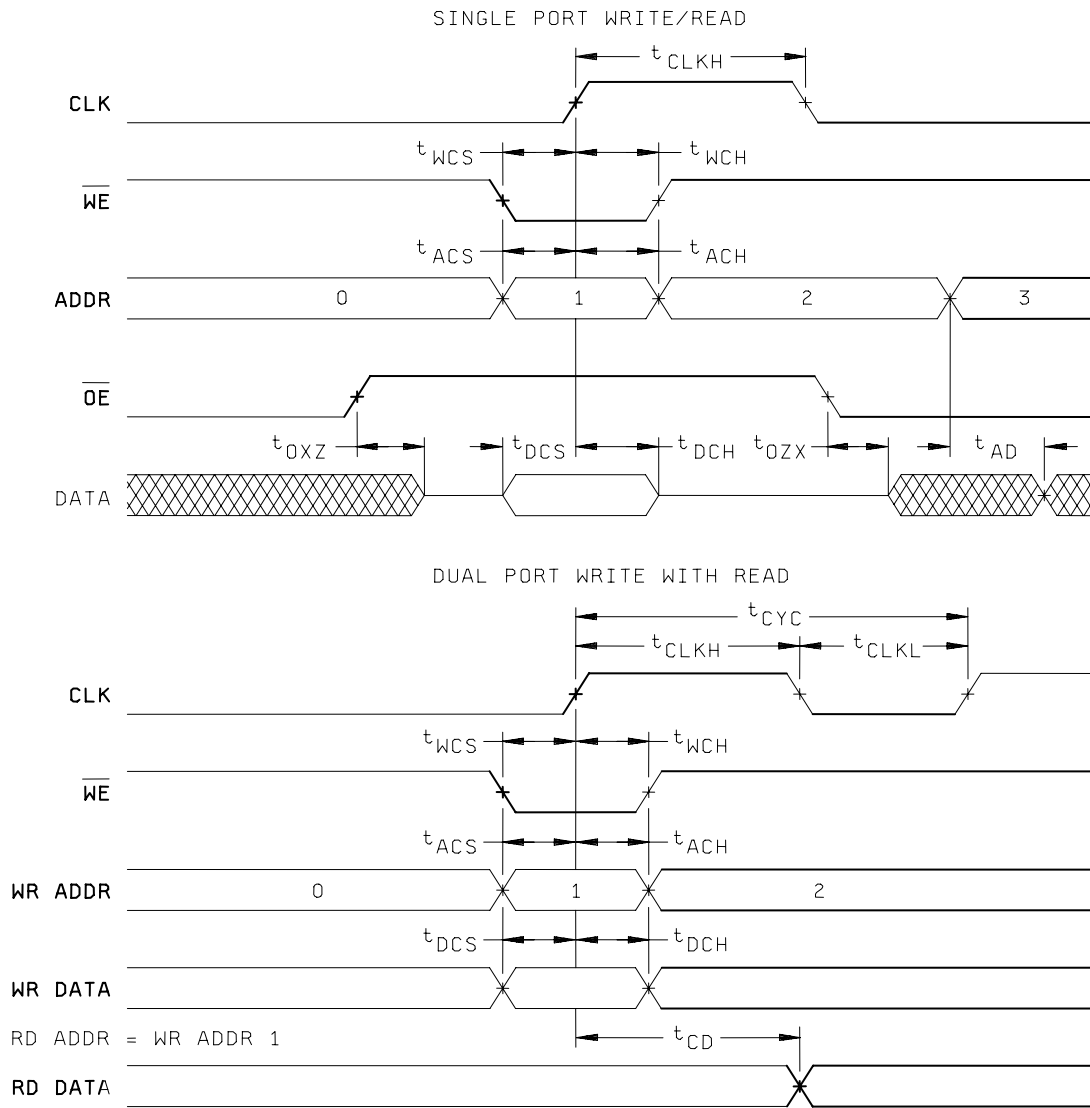 SINGLE PORT WRITE/READ
tCLKH
CLK
tWCS tWCH
WE
tACS tACH
ADDR 0 1 2 3
OE
tOXZ tDCS tDCH tOZX tAD
DATA
DUAL PORT WRITE WITH READ
tCYC
tCLKH tCLKL
CLK
tWCS tWCH
WE
tACS tACH
WR ADDR 0 1 2
tDCS tDCH
WR DATA
RD ADDR = WR ADDR 1 tCD
RD DATA